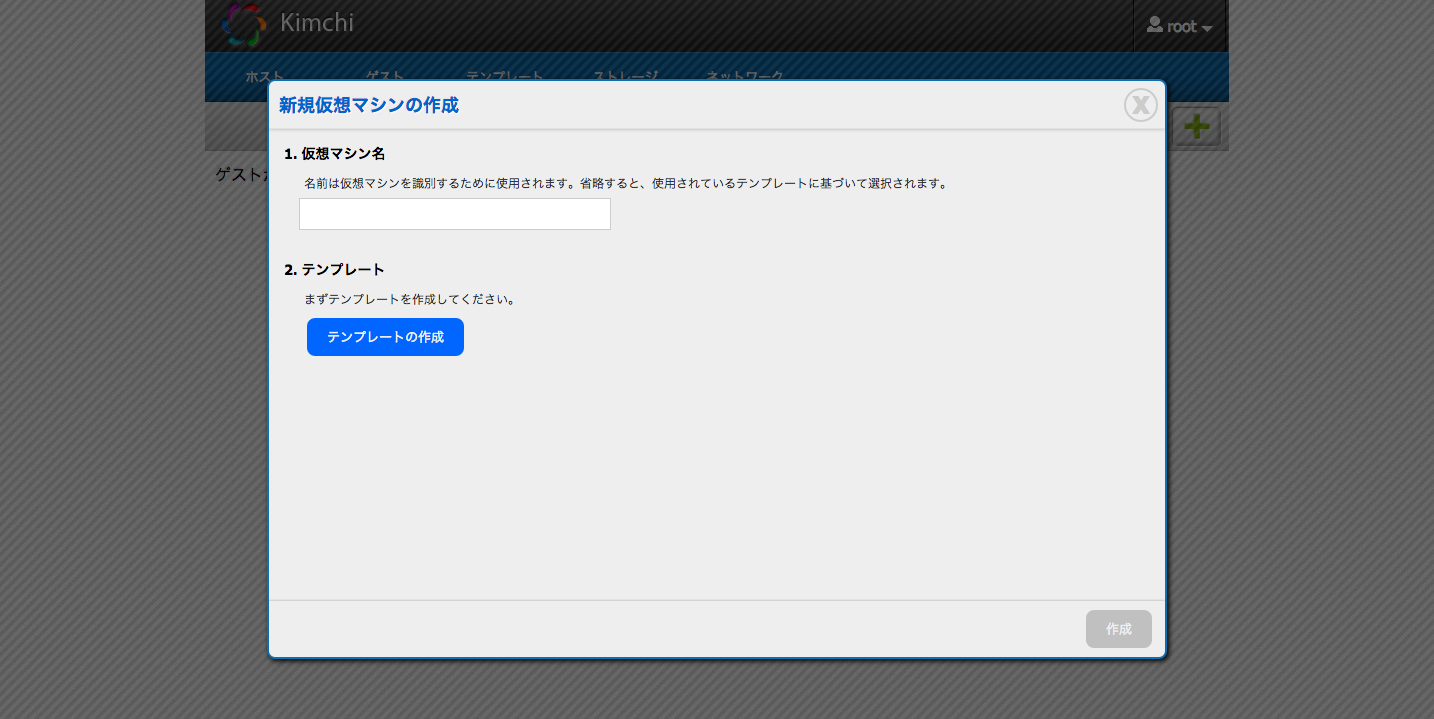 Kimchi
root
ホスト ゲスト テンプレート ストレージ ネットワーク
新規仮想マシンの作成
X
ゲスト
1. 仮想マシン名
名前は仮想マシンを識別するために使用されます。省略すると、使用されているテンプレートに基づいて選択されます。
2. テンプレート
まずテンプレートを作成してください。
テンプレートの作成
作成